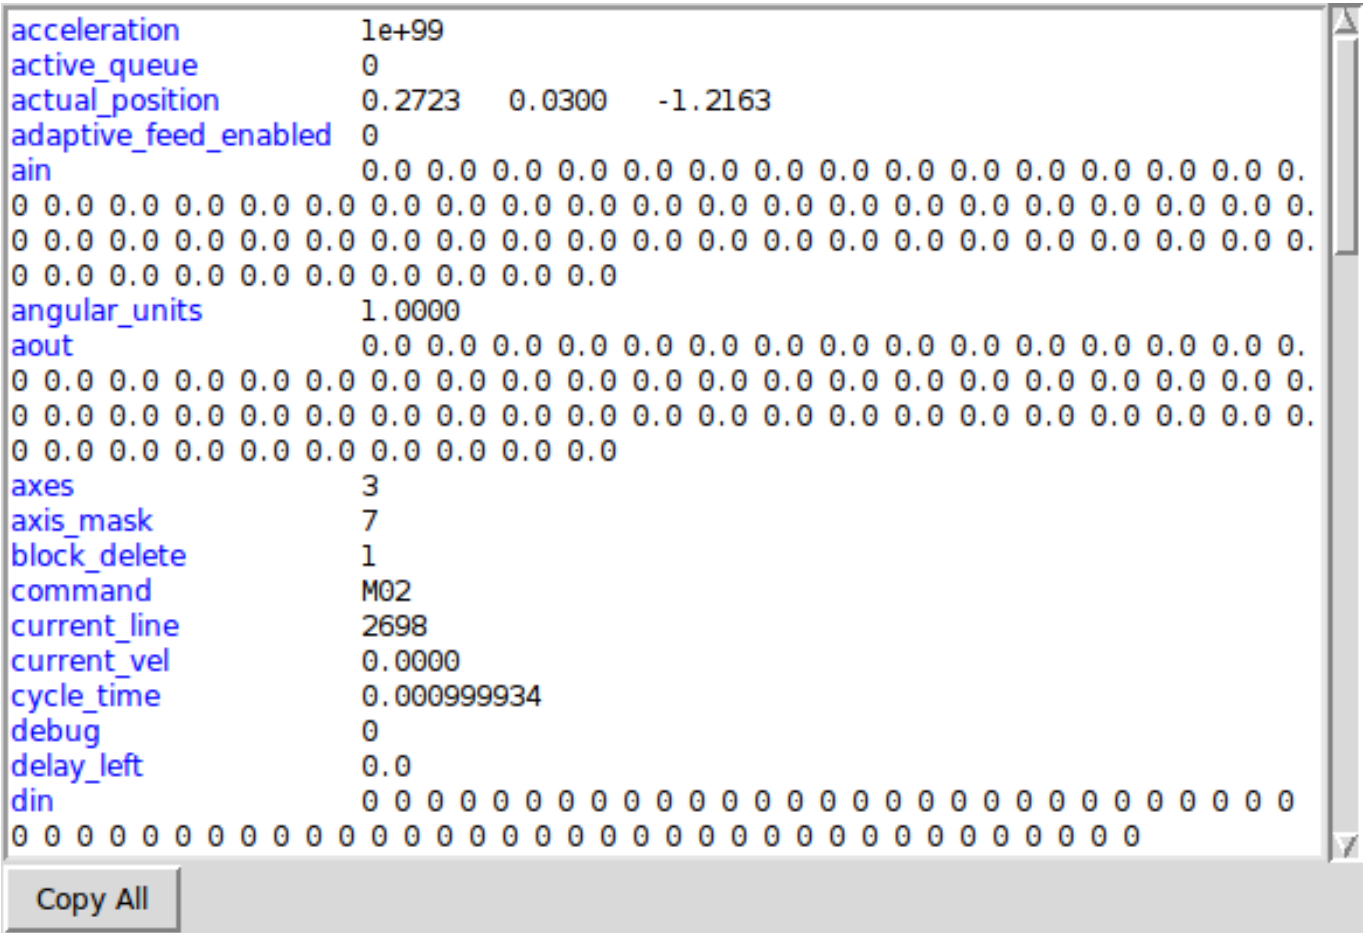 acceleration 1e+99
active_queue 0
actual_position 0.2723 0.0300 -1.2163
adaptive_feed_enabled 0
ain 0.0 0.0 0.0 0.0 0.0 0.0 0.0 0.0 0.0 0.0 0.0 0.0 0.0 0.0 0.
0 0.0 0.0 0.0 0.0 0.0 0.0 0.0 0.0 0.0 0.0 0.0 0.0 0.0 0.0 0.0 0.0 0.0 0.0 0.0 0.
0 0.0 0.0 0.0 0.0 0.0 0.0 0.0 0.0 0.0 0.0 0.0 0.0 0.0 0.0 0.0 0.0 0.0 0.0 0.0 0.
0 0.0 0.0 0.0 0.0 0.0 0.0 0.0 0.0 0.0
angular_units 1.0000
aout 0.0 0.0 0.0 0.0 0.0 0.0 0.0 0.0 0.0 0.0 0.0 0.0 0.0 0.0 0.
0 0.0 0.0 0.0 0.0 0.0 0.0 0.0 0.0 0.0 0.0 0.0 0.0 0.0 0.0 0.0 0.0 0.0 0.0 0.0 0.
0 0.0 0.0 0.0 0.0 0.0 0.0 0.0 0.0 0.0 0.0 0.0 0.0 0.0 0.0 0.0 0.0 0.0 0.0 0.0 0.
0 0.0 0.0 0.0 0.0 0.0 0.0 0.0 0.0 0.0
axes 3
axis_mask 7
block_delete 1
command M02
current_line 2698
current_vel 0.0000
cycle_time 0.000999934
debug 0
delay_left 0.0
din 0 0 0 0 0 0 0 0 0 0 0 0 0 0 0 0 0 0 0 0 0 0 0 0 0 0 0 0 0
0 0 0 0 0 0 0 0 0 0 0 0 0 0 0 0 0 0 0 0 0 0 0 0 0 0 0 0 0 0 0 0 0 0 0
Copy All